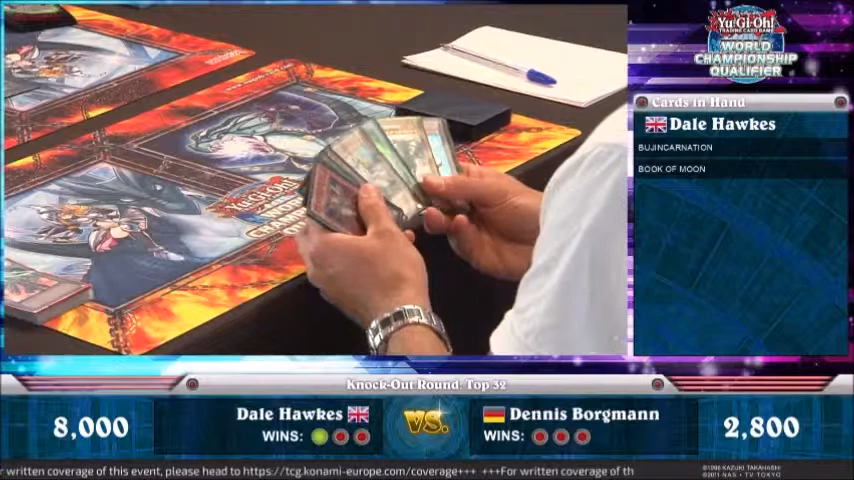 Yu-Gi-Oh!
TRADING CARD GAME
WORLD
CHAMPIONSHIP
QUALIFIER
Cards in Hand
Dale Hawkes
BUJINCARNATION
BOOK OF MOON
Yu-Gi-Oh!
Knock-Out Round: Top 32
8,000
Dale Hawkes
WINS:
VS.
Dennis Borgmann
WINS:
2,800
r written coverage of this event, please head to https://tcg.konami-europe.com/coverage+++ +++For written coverage of th
©1996 KAZUKI TAKAHASHI
©2011 NAS • TV TOKYO